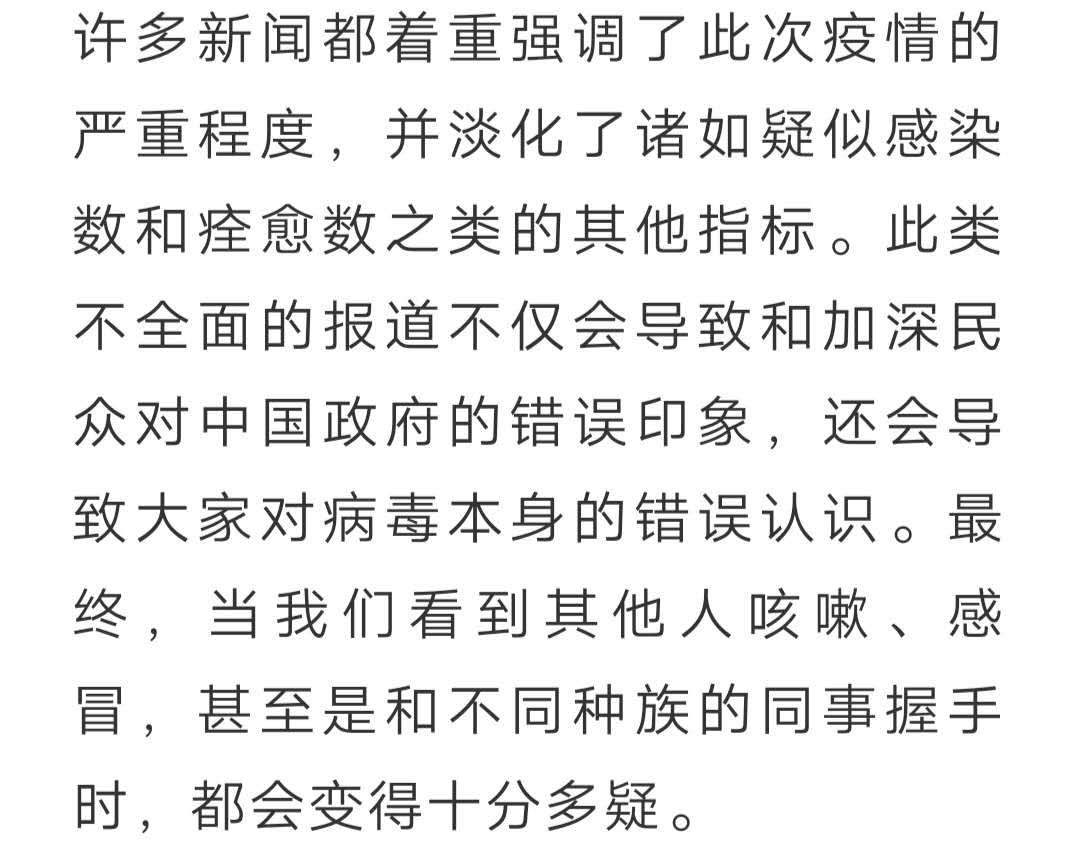 许多新闻都着重强调了此次疫情的
严重程度，并淡化了诸如疑似感染
数和痊愈数之类的其他指标。此类
不全面的报道不仅会导致和加深民
众对中国政府的错误印象，还会导
致大家对病毒本身的错误认识。最
终，当我们看到其他人咳嗽、感
冒，甚至是和不同种族的同事握手
时，都会变得十分多疑。